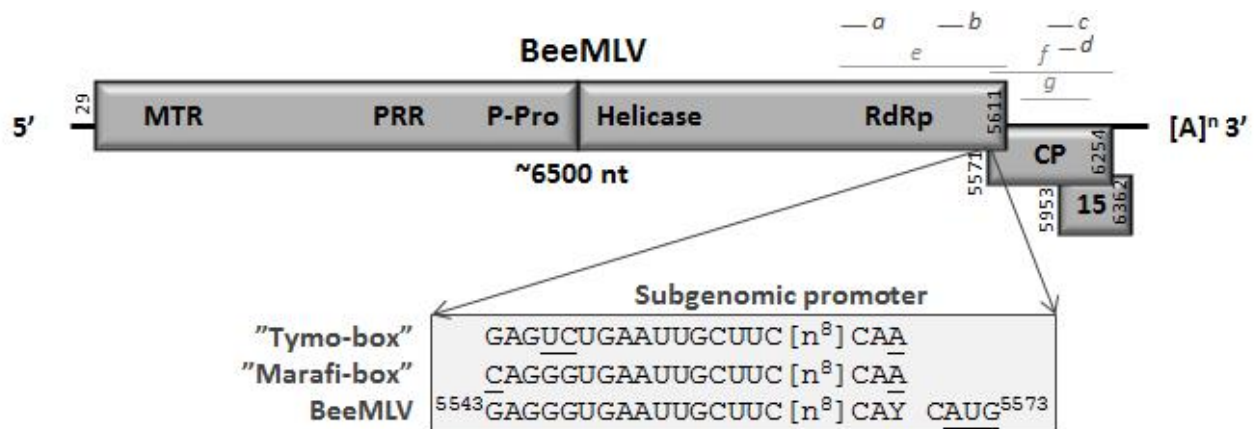 a b c
d
e f
g
BeeMLV
29 MTR PRR P-Pro Helicase RdRp 5611
5' [A]ⁿ 3'
~6500 nt
5571 CP 6254
5953 15 6362
Subgenomic promoter
"Tymo-box" GAGUCUGAAUUGCUUC[n⁸]CAA
"Marafi-box" CAGGGUGAAUUGCUUC[n⁸]CAA
BeeMLV ⁵⁵⁴³GAGGGUGAAUUGCUUC[n⁸]CAY CAUG⁵⁵⁷³